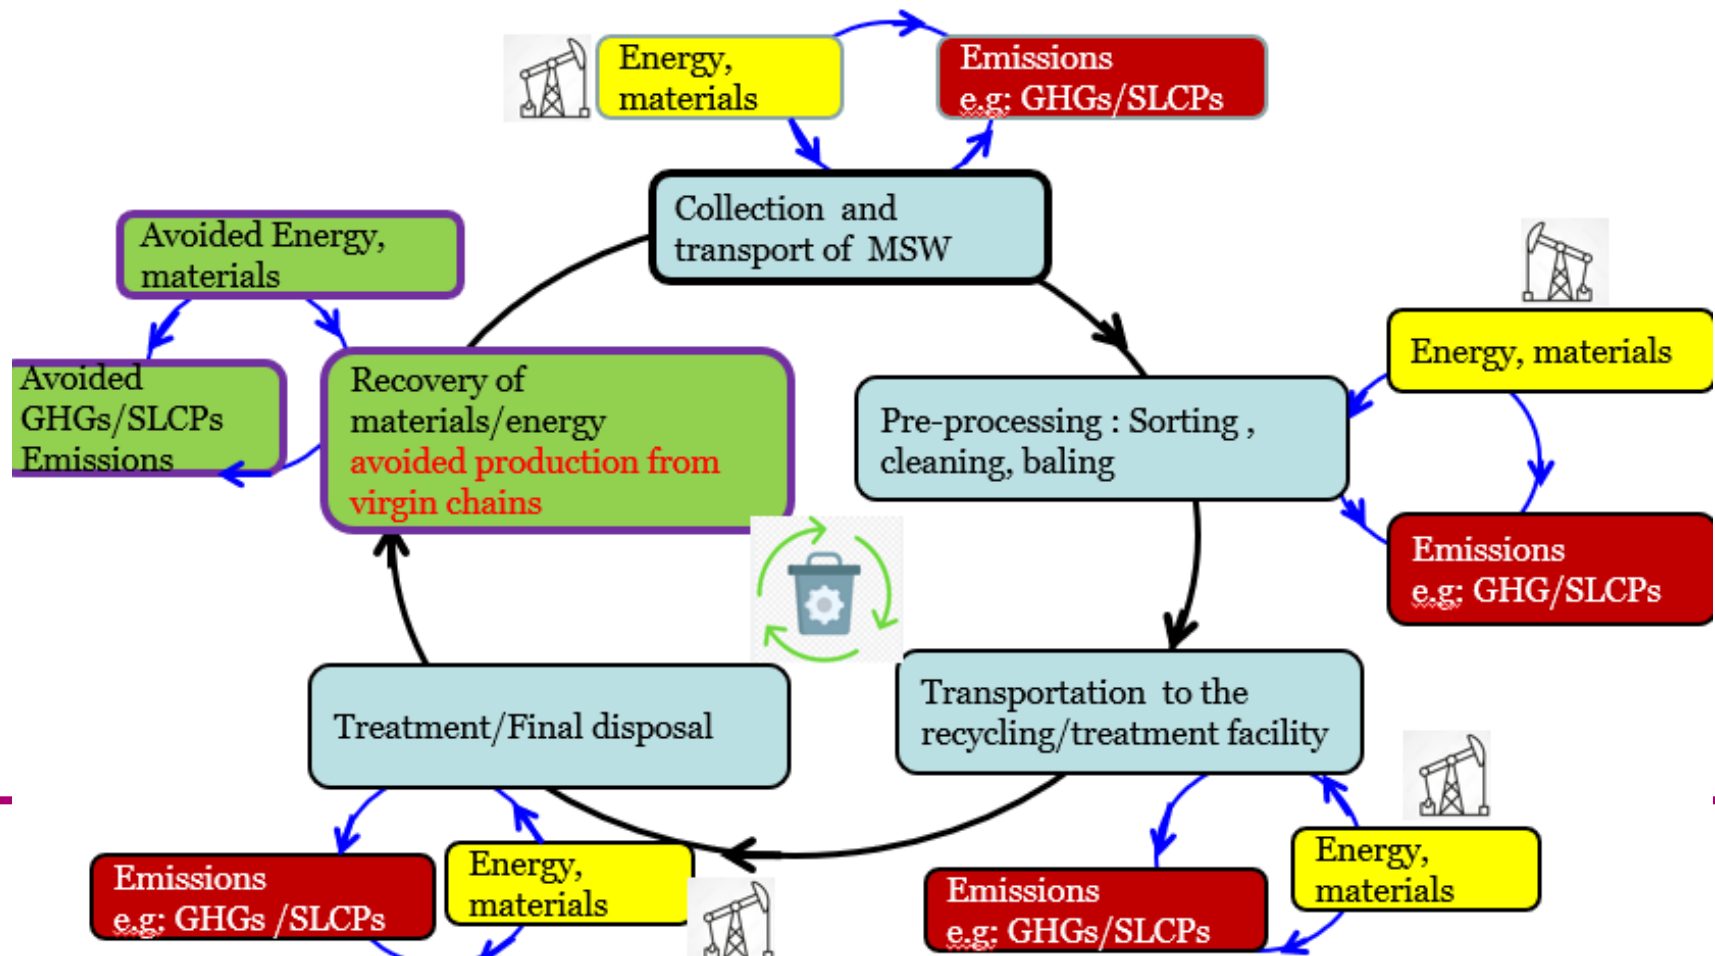 Energy,
materials
Emissions
e.g: GHGs/SLCPs
Collection and
transport of MSW
Avoided Energy,
materials
Avoided
GHGs/SLCPs
Emissions
Recovery of
materials/energy
avoided production from
virgin chains
Pre-processing : Sorting ,
cleaning, baling
Energy, materials
Emissions
e.g: GHG/SLCPs
Treatment/Final disposal
Transportation to the
recycling/treatment facility
Emissions
e.g: GHGs /SLCPs
Energy,
materials
Emissions
e.g: GHGs/SLCPs
Energy,
materials